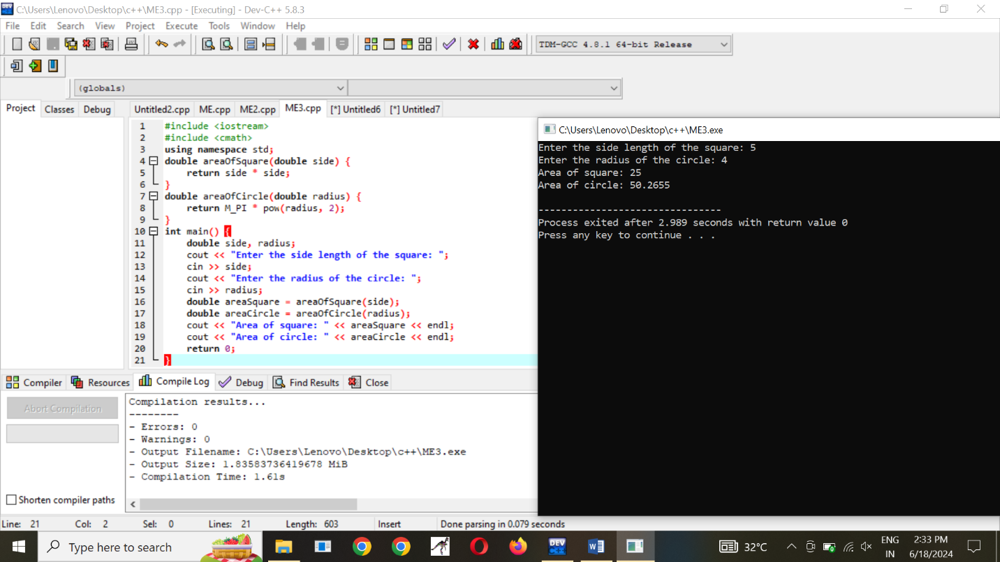 C:\Users\Lenovo\Desktop\c++\ME3.cpp - [Executing] - Dev-C++ 5.8.3
File Edit Search View Project Execute Tools Window Help
TDM-GCC 4.8.1 64-bit Release
(globals)
Project Classes Debug
Untitled2.cpp ME.cpp ME2.cpp ME3.cpp [*] Untitled6 [*] Untitled7
1 #include <iostream>
2 #include <cmath>
3 using namespace std;
4 double areaOfSquare(double side) {
5 return side * side;
6 }
7 double areaOfCircle(double radius) {
8 return M_PI * pow(radius, 2);
9 }
10 int main() {
11 double side, radius;
12 cout << "Enter the side length of the square: ";
13 cin >> side;
14 cout << "Enter the radius of the circle: ";
15 cin >> radius;
16 double areaSquare = areaOfSquare(side);
17 double areaCircle = areaOfCircle(radius);
18 cout << "Area of square: " << areaSquare << endl;
19 cout << "Area of circle: " << areaCircle << endl;
20 return 0;
21 }
C:\Users\Lenovo\Desktop\c++\ME3.exe
Enter the side length of the square: 5
Enter the radius of the circle: 4
Area of square: 25
Area of circle: 50.2655
--------------------------------
Process exited after 2.989 seconds with return value 0
Press any key to continue . . .
Compiler Resources Compile Log Debug Find Results Close
Abort Compilation
Shorten compiler paths
Compilation results...
--------
- Errors: 0
- Warnings: 0
- Output Filename: C:\Users\Lenovo\Desktop\c++\ME3.exe
- Output Size: 1.83583736419678 MiB
- Compilation Time: 1.61s
Line: 21 Col: 2 Sel: 0 Lines: 21 Length: 603 Insert Done parsing in 0.079 seconds
Type here to search
DEV
W
32°C
ENG
IN
2:33 PM
6/18/2024